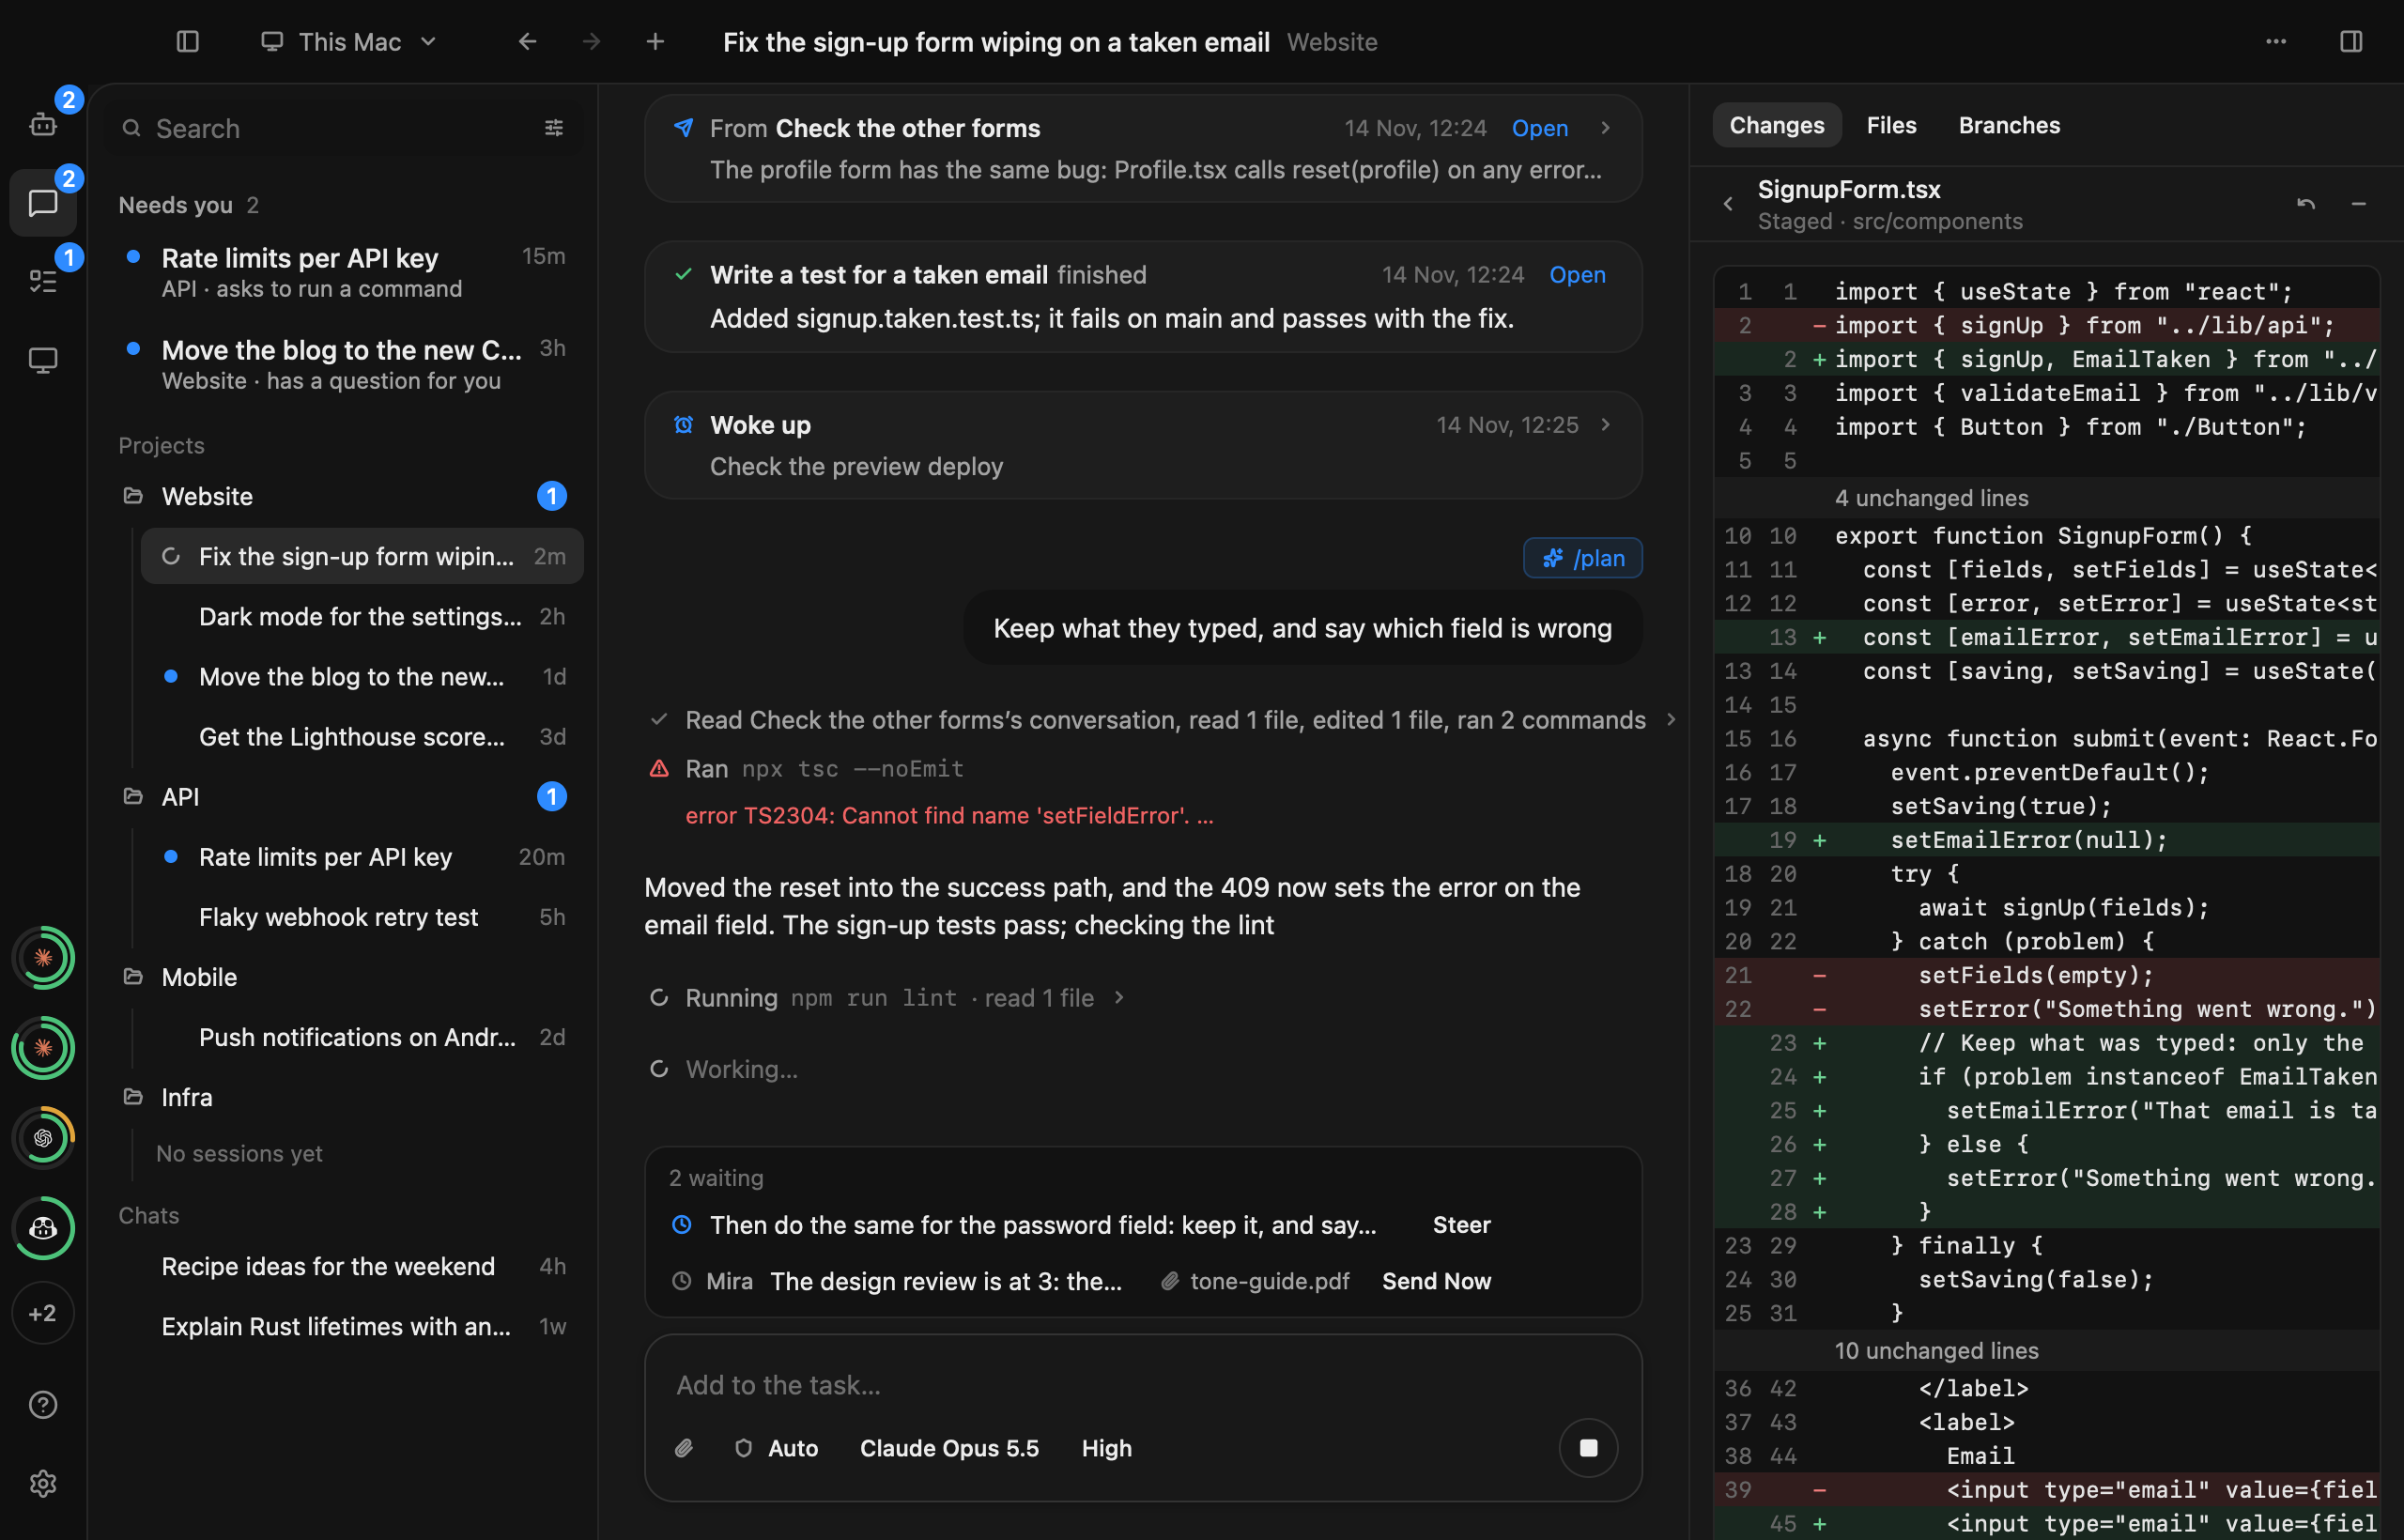 This Mac
Fix the sign-up form wiping on a taken email Website
2
2
1
+2
Search
Needs you 2
Rate limits per API key 15m
API · asks to run a command
Move the blog to the new C... 3h
Website · has a question for you
Projects
Website 1
Fix the sign-up form wipin... 2m
Dark mode for the settings... 2h
Move the blog to the new... 1d
Get the Lighthouse score... 3d
API 1
Rate limits per API key 20m
Flaky webhook retry test 5h
Mobile
Push notifications on Andr... 2d
Infra
No sessions yet
Chats
Recipe ideas for the weekend 4h
Explain Rust lifetimes with an... 1w
From Check the other forms 14 Nov, 12:24 Open
The profile form has the same bug: Profile.tsx calls reset(profile) on any error...
Write a test for a taken email finished 14 Nov, 12:24 Open
Added signup.taken.test.ts; it fails on main and passes with the fix.
Woke up 14 Nov, 12:25
Check the preview deploy
/plan
Keep what they typed, and say which field is wrong
Read Check the other forms’s conversation, read 1 file, edited 1 file, ran 2 commands
Ran npx tsc --noEmit
error TS2304: Cannot find name 'setFieldError'. ...
Moved the reset into the success path, and the 409 now sets the error on the
email field. The sign-up tests pass; checking the lint
Running npm run lint · read 1 file
Working...
2 waiting
Then do the same for the password field: keep it, and say... Steer
Mira The design review is at 3: the... tone-guide.pdf Send Now
Add to the task...
Auto Claude Opus 5.5 High
Changes Files Branches
SignupForm.tsx
Staged · src/components
1 1 import { useState } from "react";
2 - import { signUp } from "../lib/api";
2 + import { signUp, EmailTaken } from "../
3 3 import { validateEmail } from "../lib/v
4 4 import { Button } from "./Button";
5 5
4 unchanged lines
10 10 export function SignupForm() {
11 11 const [fields, setFields] = useState<
12 12 const [error, setError] = useState<st
13 + const [emailError, setEmailError] = u
13 14 const [saving, setSaving] = useState(
14 15
15 16 async function submit(event: React.Fo
16 17 event.preventDefault();
17 18 setSaving(true);
19 + setEmailError(null);
18 20 try {
19 21 await signUp(fields);
20 22 } catch (problem) {
21 - setFields(empty);
22 - setError("Something went wrong.")
23 + // Keep what was typed: only the
24 + if (problem instanceof EmailTaken
25 + setEmailError("That email is ta
26 + } else {
27 + setError("Something went wrong.
28 + }
23 29 } finally {
24 30 setSaving(false);
25 31 }
10 unchanged lines
36 42 </label>
37 43 <label>
38 44 Email
39 - <input type="email" value={fiel
45 + <input type="email" value={fiel